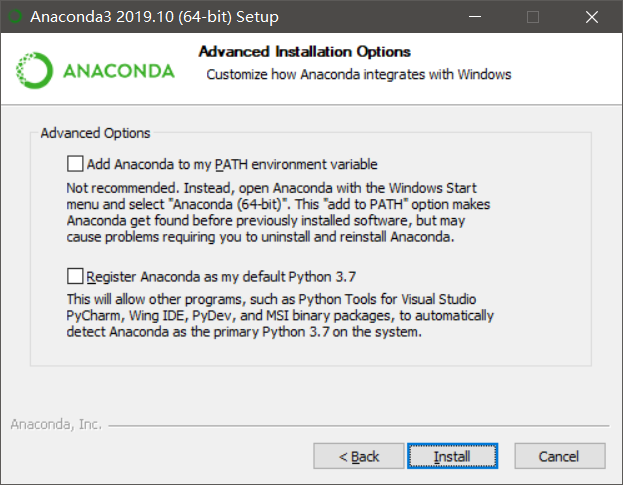 Anaconda3 2019.10 (64-bit) Setup
Advanced Installation Options
Customize how Anaconda integrates with Windows
ANACONDA
Advanced Options
Add Anaconda to my PATH environment variable
Not recommended. Instead, open Anaconda with the Windows Start
menu and select "Anaconda (64-bit)". This "add to PATH" option makes
Anaconda get found before previously installed software, but may
cause problems requiring you to uninstall and reinstall Anaconda.
Register Anaconda as my default Python 3.7
This will allow other programs, such as Python Tools for Visual Studio
PyCharm, Wing IDE, PyDev, and MSI binary packages, to automatically
detect Anaconda as the primary Python 3.7 on the system.
Anaconda, Inc.
< Back
Install
Cancel